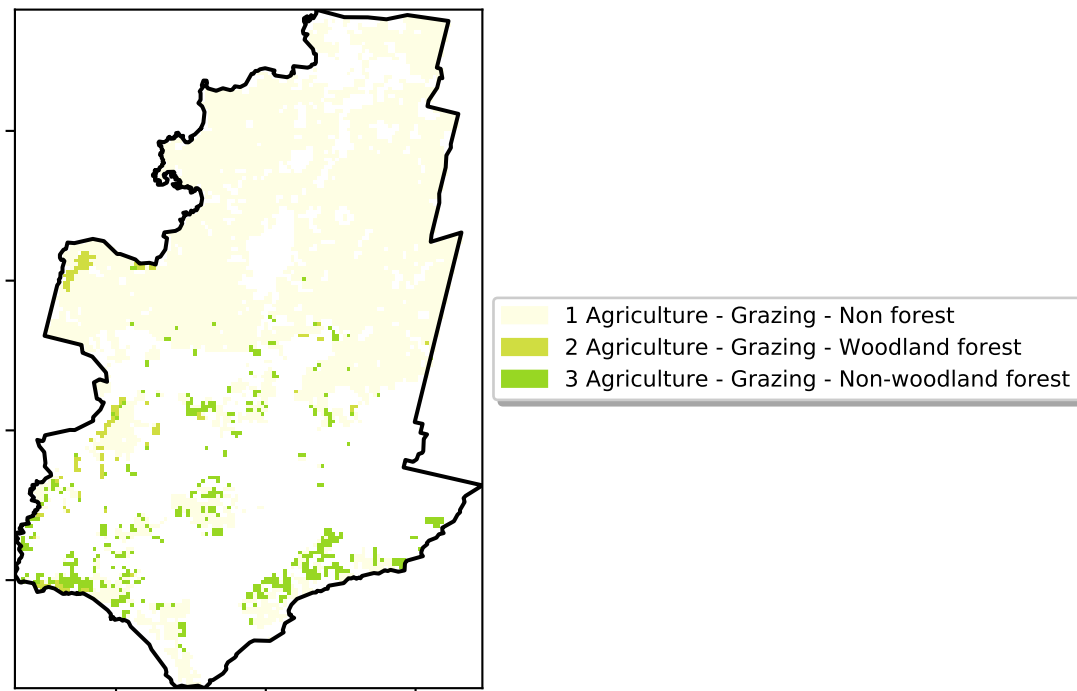 1 Agriculture - Grazing - Non forest
2 Agriculture - Grazing - Woodland forest
3 Agriculture - Grazing - Non-woodland forest